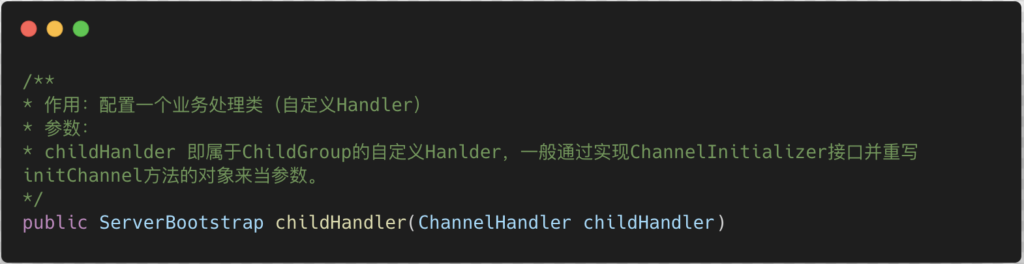 /**
* 作用：配置一个业务处理类（自定义Handler）
* 参数：
* childHanlder 即属于ChildGroup的自定义Hanlder，一般通过实现ChannelInitializer接口并重写
initChannel方法的对象来当参数。
*/
public ServerBootstrap childHandler(ChannelHandler childHandler)